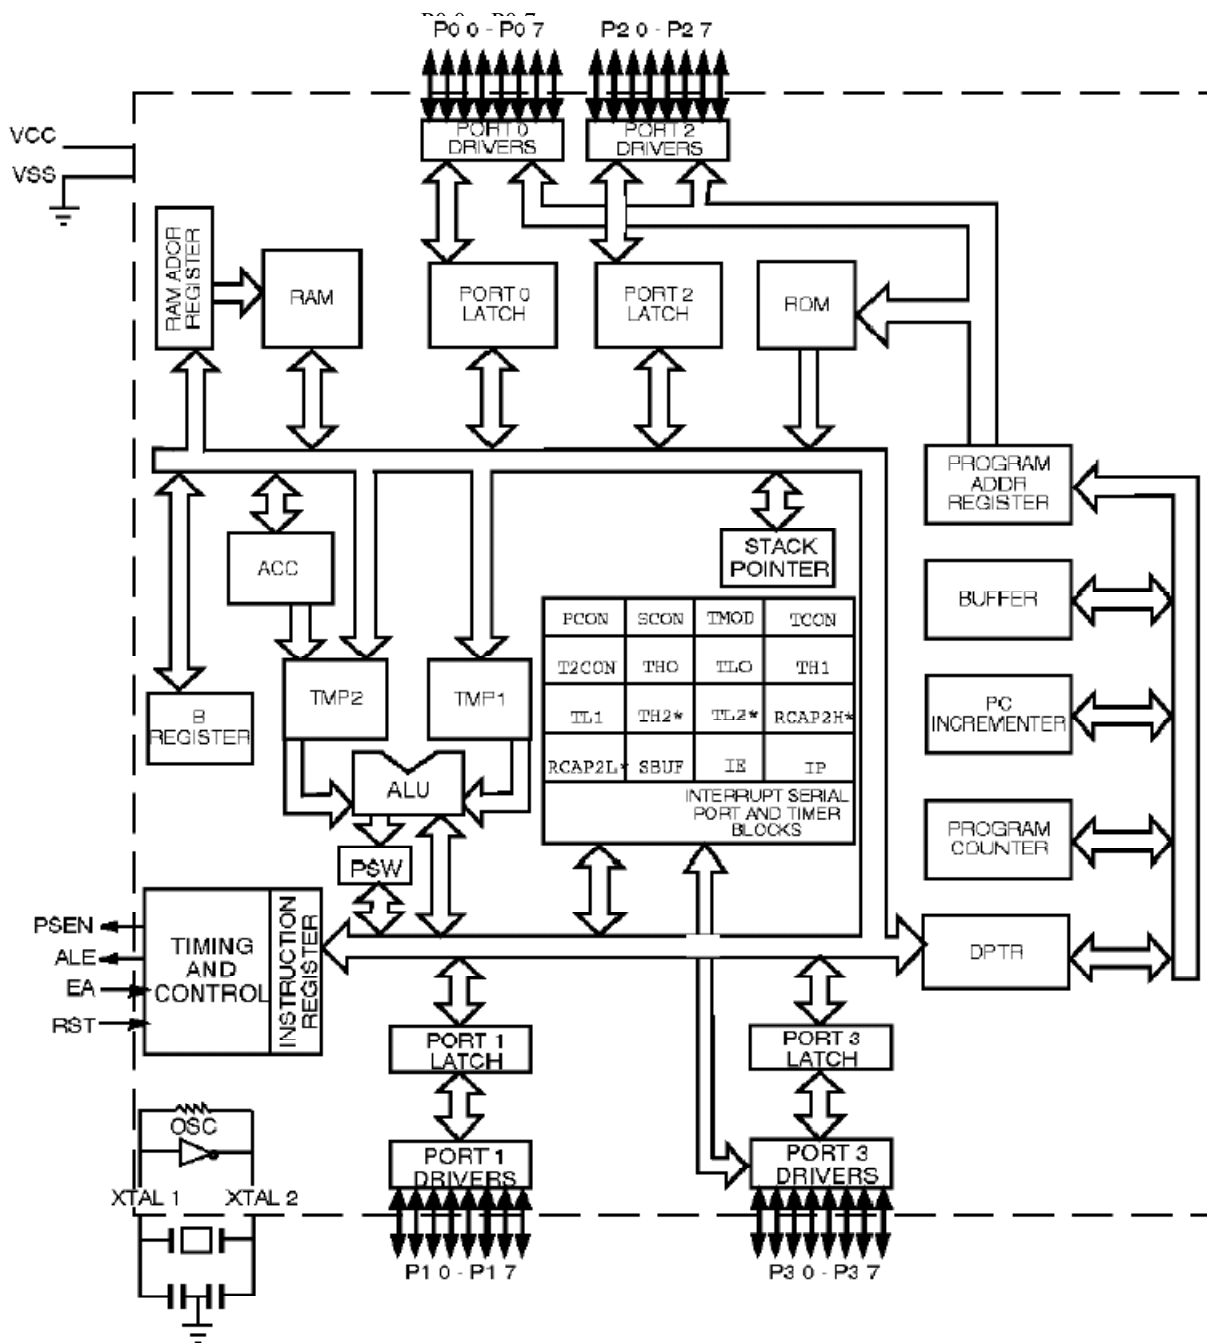 P0 0 - P0 7
P2 0 - P2 7
PORT 0
DRIVERS
PORT 2
DRIVERS
VCC
VSS
RAM ADDR
REGISTER
RAM
PORT 0
LATCH
PORT 2
LATCH
ROM
PROGRAM
ADDR
REGISTER
STACK
POINTER
ACC
BUFFER
PCON SCON TMOD TCON
T2CON TH0 TL0 TH1
TL1 TH2* TL2* RCAP2H*
RCAP2L* SBUF IE IP
INTERRUPT SERIAL
PORT AND TIMER
BLOCKS
TMP2
TMP1
B
REGISTER
PC
INCREMENTER
ALU
PROGRAM
COUNTER
PSW
PSEN
ALE
EA
RST
TIMING
AND
CONTROL
INSTRUCTION
REGISTER
DPTR
PORT 1
LATCH
PORT 3
LATCH
OSC
PORT 1
DRIVERS
PORT 3
DRIVERS
XTAL 1
XTAL 2
P1 0 - P1 7
P3 0 - P3 7